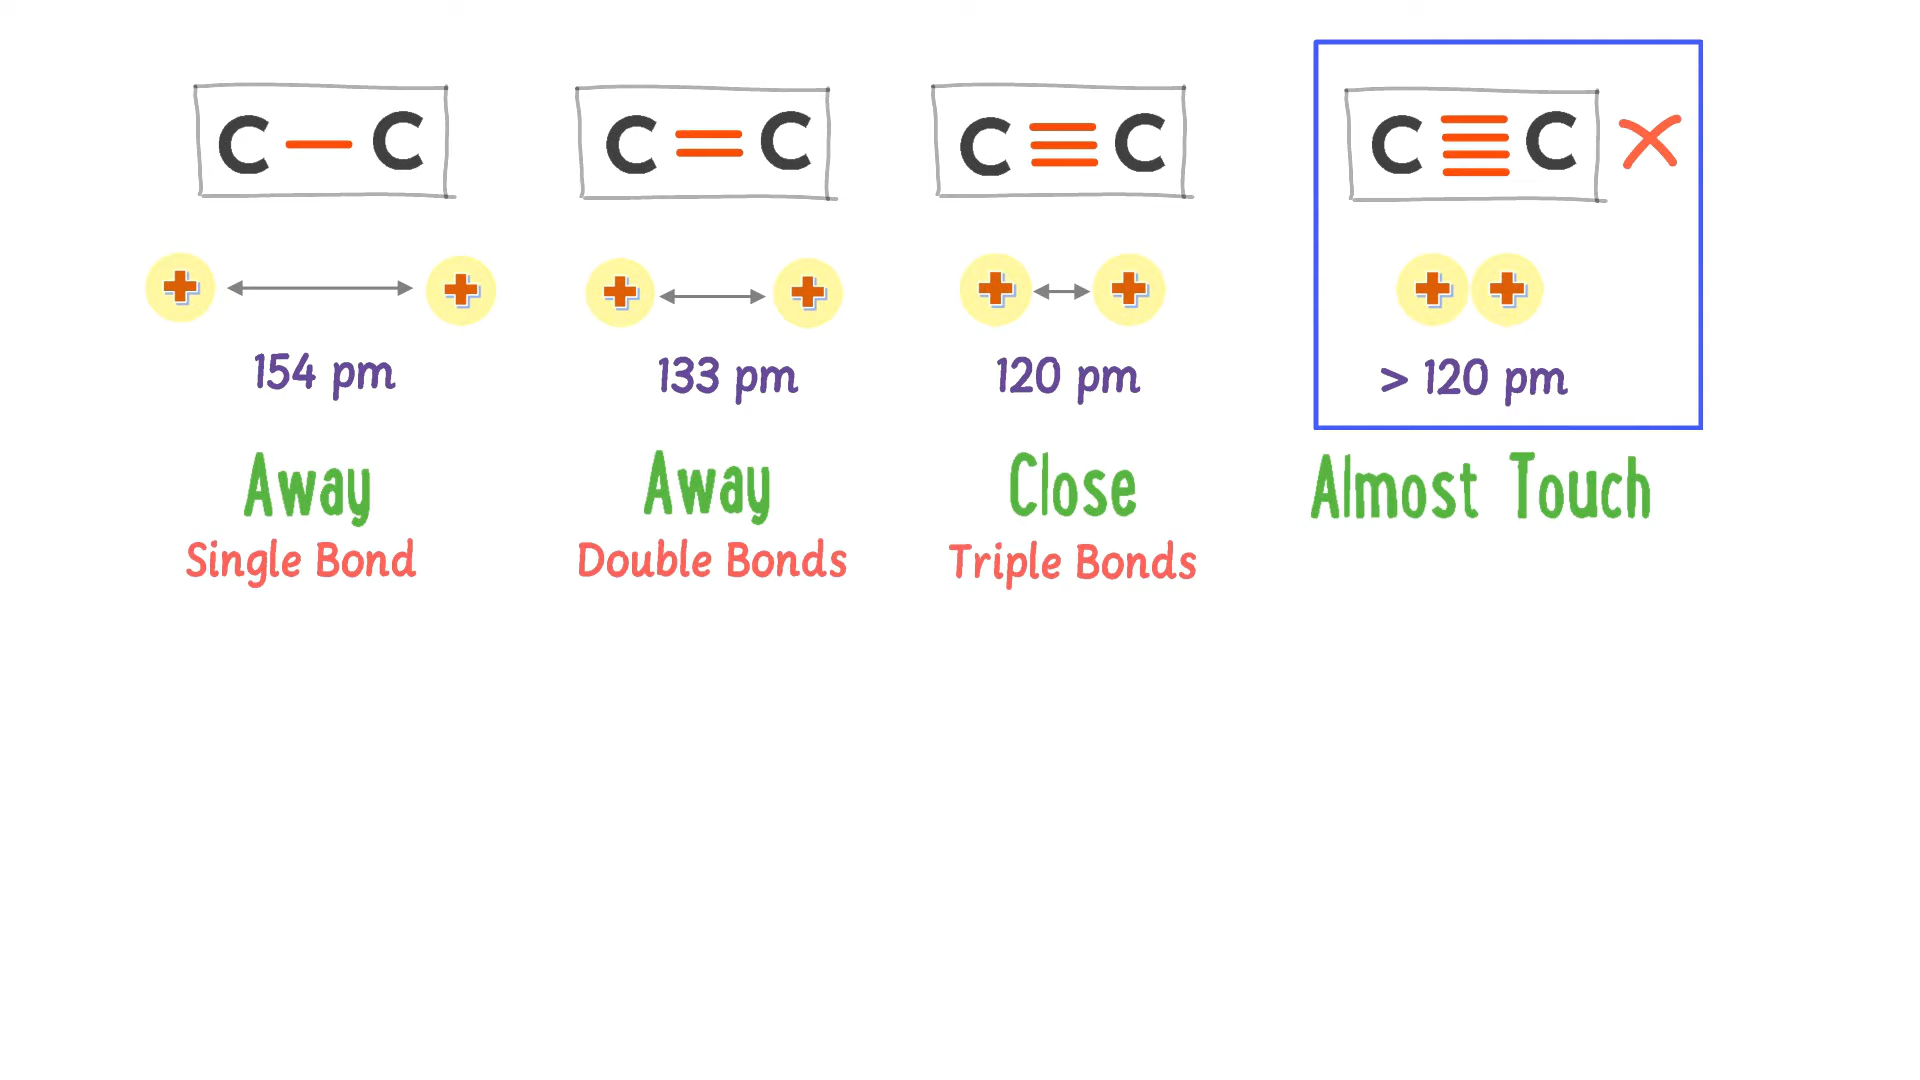 C — C
C = C
C ≡ C
C ≣ C
154 pm
133 pm
120 pm
> 120 pm
Away
Away
Close
Almost Touch
Single Bond
Double Bonds
Triple Bonds